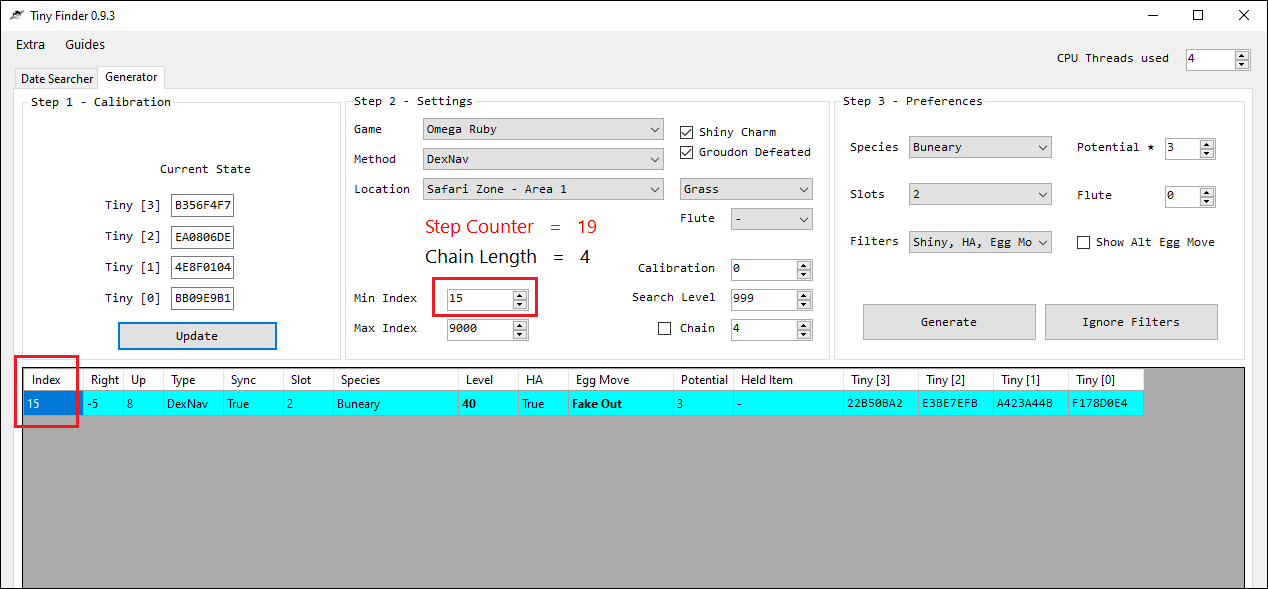 Tiny Finder 0.9.3
Extra Guides
CPU Threads used 4
Date Searcher Generator
Step 1 - Calibration
Current State
Tiny [3] B356F4F7
Tiny [2] EA0806DE
Tiny [1] 4E8F0104
Tiny [0] BB09E9B1
Update
Step 2 - Settings
Game Omega Ruby
Shiny Charm
Method DexNav
Groudon Defeated
Location Safari Zone - Area 1 Grass
Flute -
Step Counter = 19
Chain Length = 4
Calibration 0
Min Index 15
Search Level 999
Max Index 9000
Chain 4
Step 3 - Preferences
Species Buneary Potential ★ 3
Slots 2 Flute 0
Filters Shiny, HA, Egg Mo Show Alt Egg Move
Generate Ignore Filters
Index Right Up Type Sync Slot Species Level HA Egg Move Potential Held Item Tiny [3] Tiny [2] Tiny [1] Tiny [0]
15 -5 8 DexNav True 2 Buneary 40 True Fake Out 3 - 22B50BA2 E3BE7EFB A423A44B F178D0E4